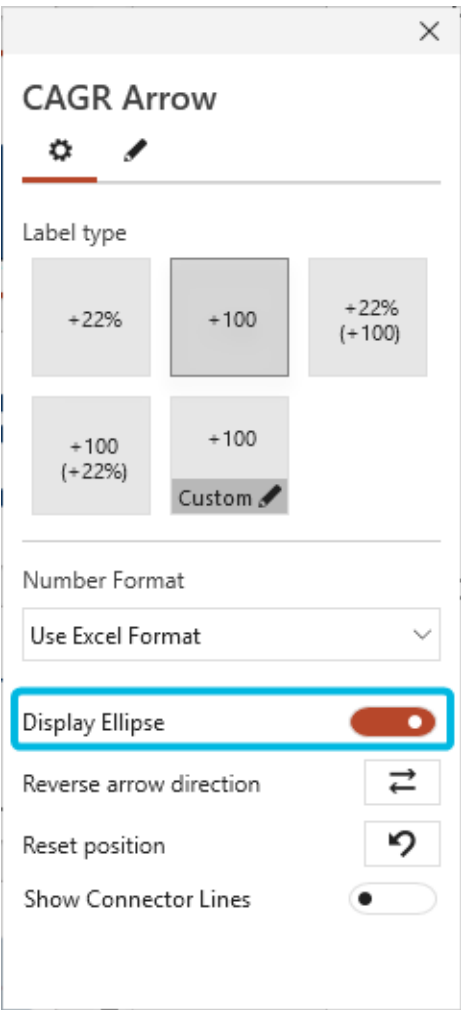 CAGR Arrow
Label type
+22%
+100
+22%
(+100)
+100
(+22%)
+100
Custom
Number Format
Use Excel Format
Display Ellipse
Reverse arrow direction
Reset position
Show Connector Lines